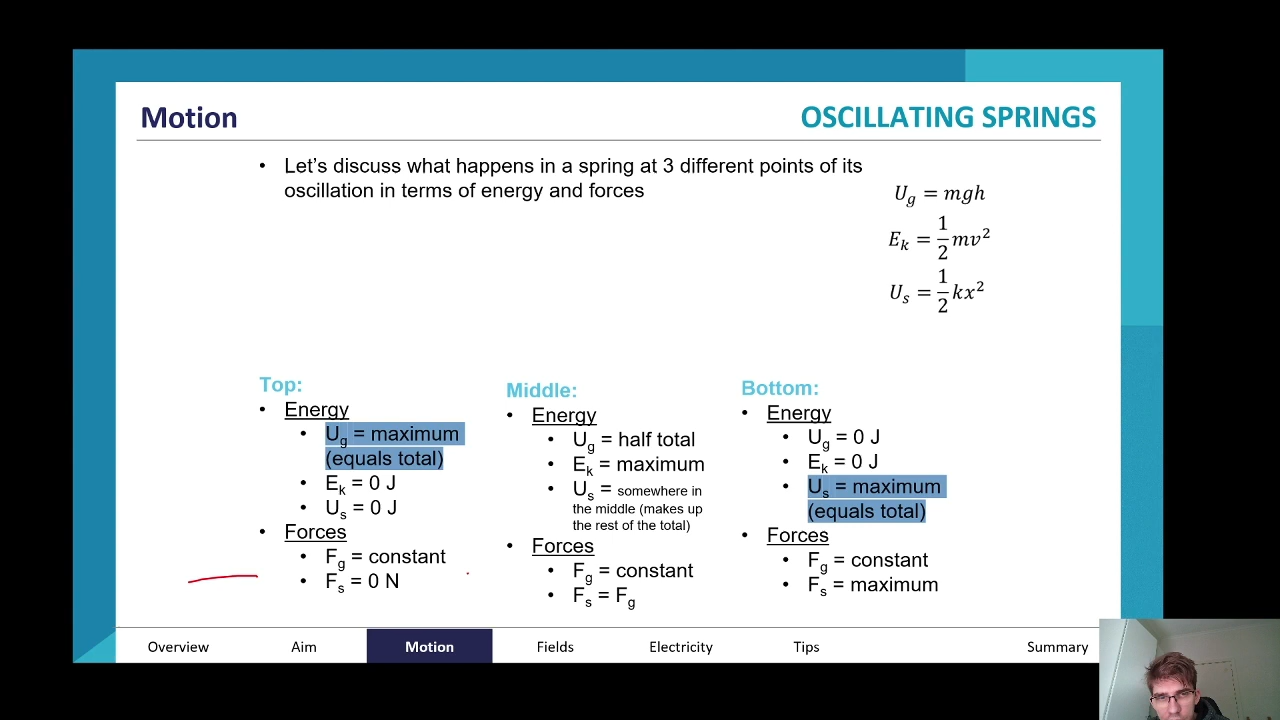 Motion
OSCILLATING SPRINGS
• Let's discuss what happens in a spring at 3 different points of its
oscillation in terms of energy and forces
U_g = mgh
E_k = 1/2 mv²
U_s = 1/2 kx²
Top:
• Energy
• U_g = maximum
(equals total)
• E_k = 0 J
• U_s = 0 J
• Forces
• F_g = constant
• F_s = 0 N
Middle:
• Energy
• U_g = half total
• E_k = maximum
• U_s = somewhere in
the middle (makes up
the rest of the total)
• Forces
• F_g = constant
• F_s = F_g
Bottom:
• Energy
• U_g = 0 J
• E_k = 0 J
• U_s = maximum
(equals total)
• Forces
• F_g = constant
• F_s = maximum
Overview Aim Motion Fields Electricity Tips Summary